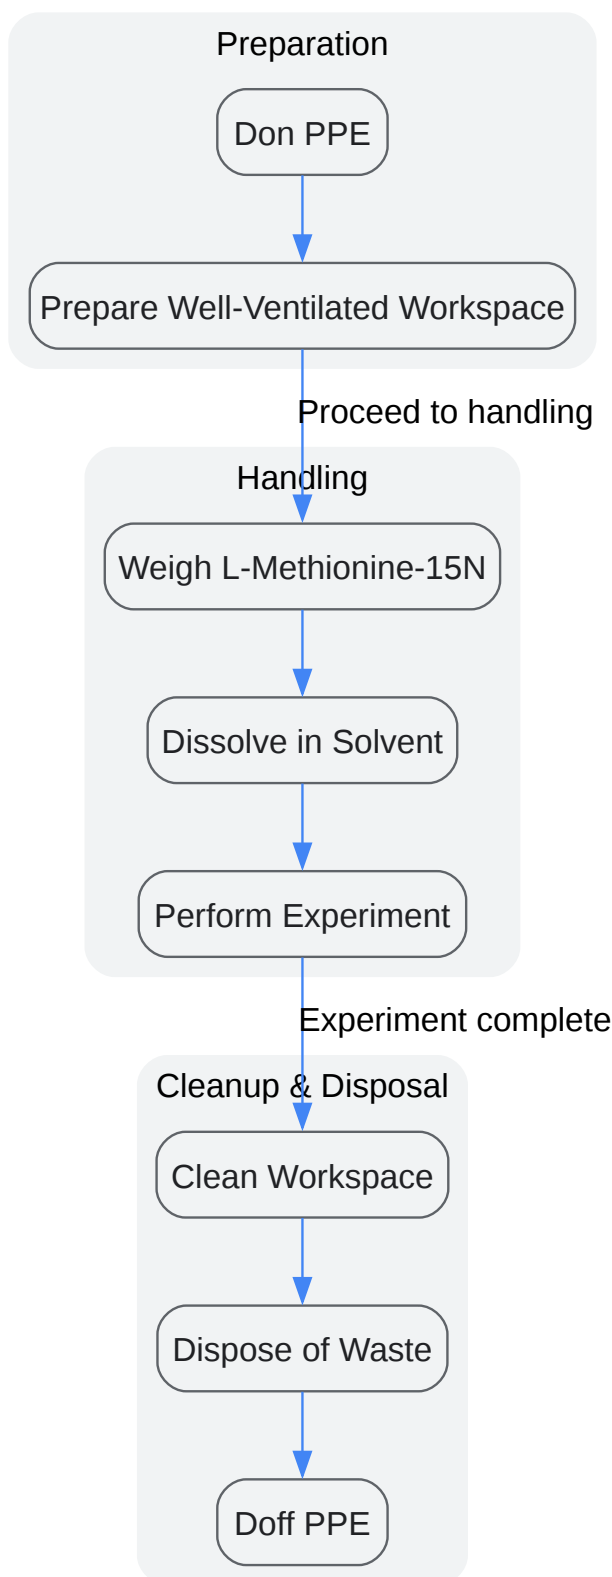 Preparation
Don PPE
Prepare Well-Ventilated Workspace
Proceed to handling
Handling
Weigh L-Methionine-15N
Dissolve in Solvent
Perform Experiment
Experiment complete
Cleanup & Disposal
Clean Workspace
Dispose of Waste
Doff PPE